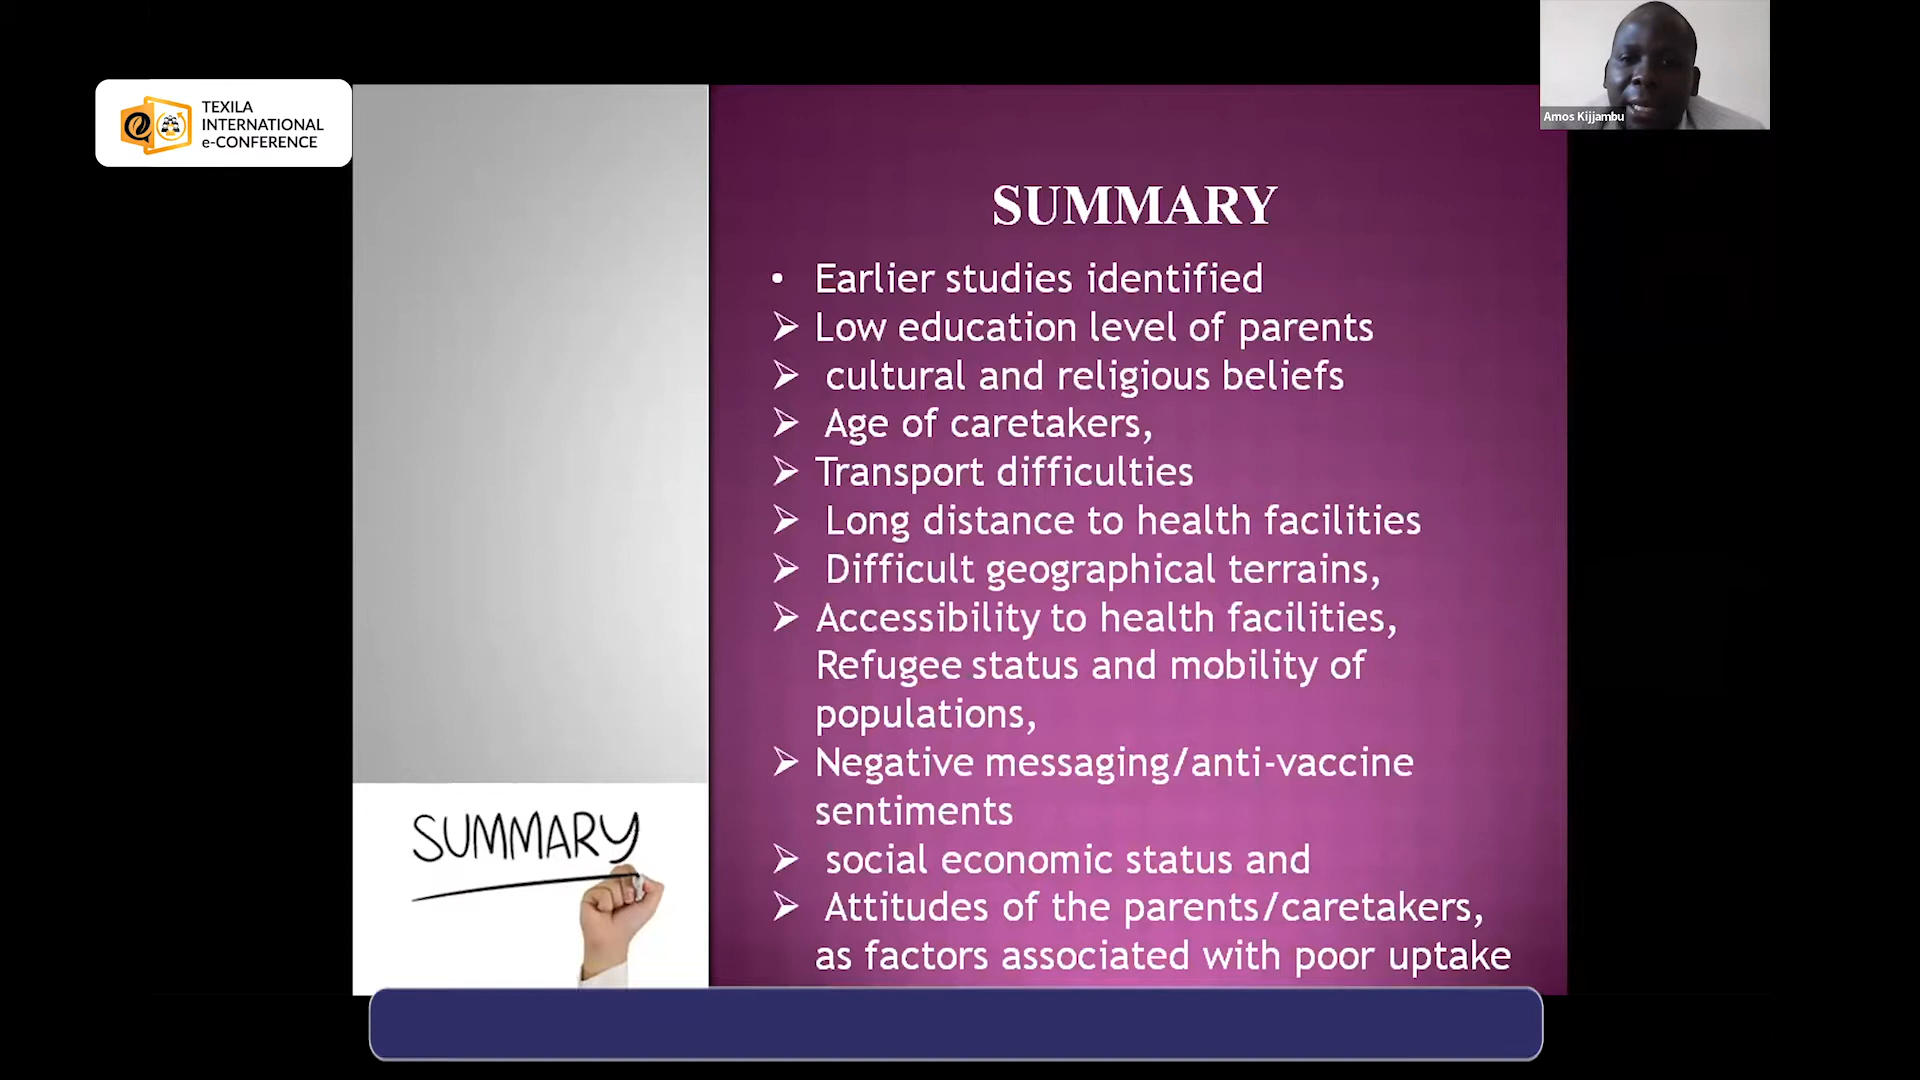 TEXILA
INTERNATIONAL
e-CONFERENCE
Amos Kijjambu
SUMMARY
• Earlier studies identified
➢ Low education level of parents
➢ cultural and religious beliefs
➢ Age of caretakers,
➢ Transport difficulties
➢ Long distance to health facilities
➢ Difficult geographical terrains,
➢ Accessibility to health facilities,
Refugee status and mobility of
populations,
➢ Negative messaging/anti-vaccine
sentiments
➢ social economic status and
➢ Attitudes of the parents/caretakers,
as factors associated with poor uptake
SUMMARY